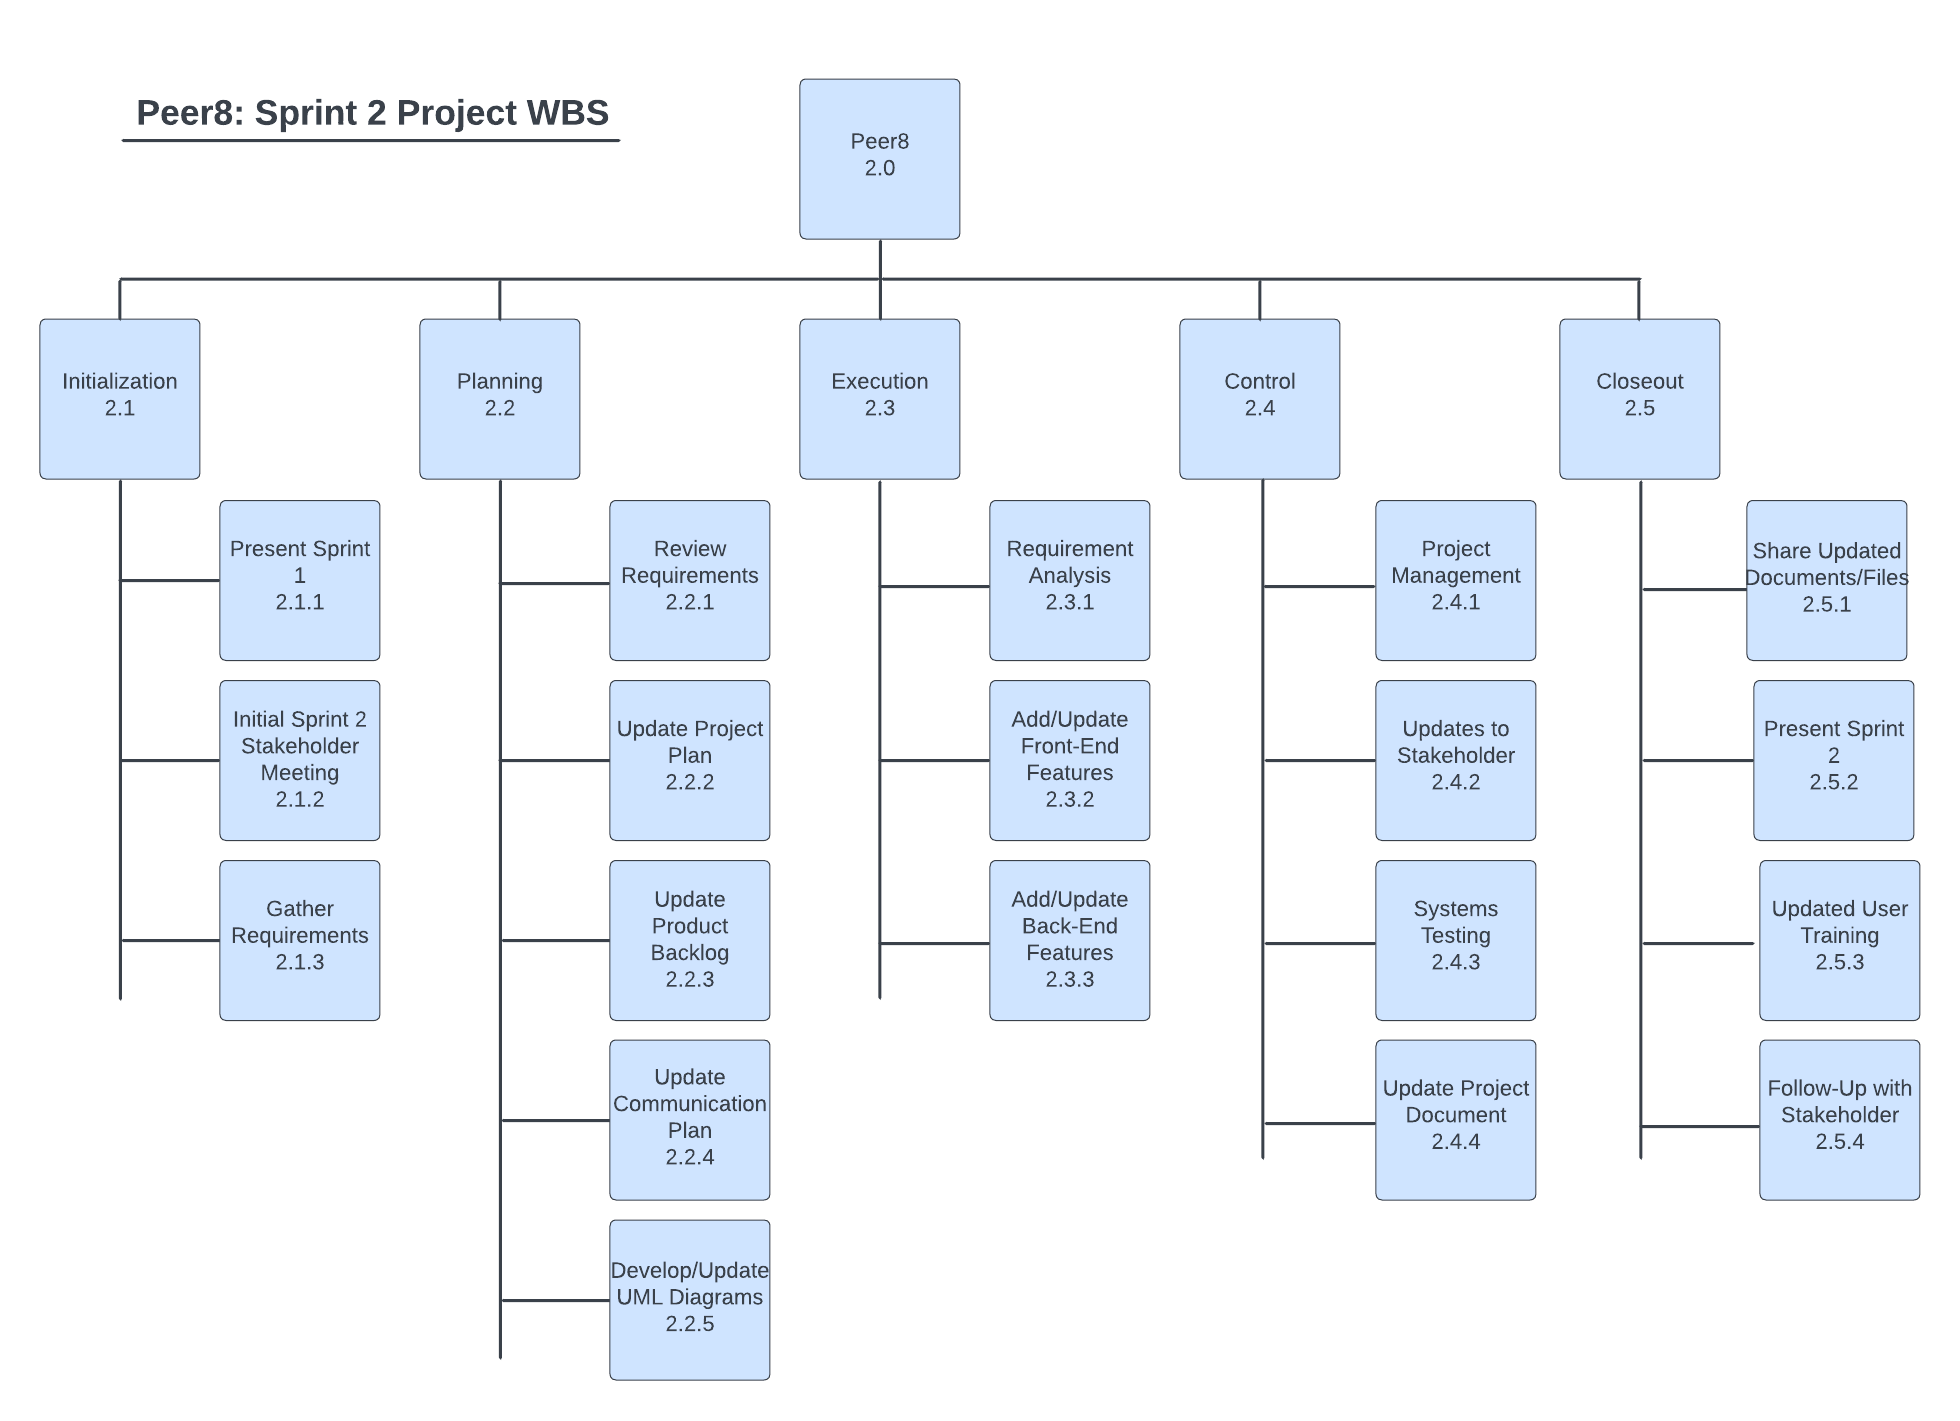 Peer8: Sprint 2 Project WBS
Peer8
2.0
Initialization
2.1
Planning
2.2
Execution
2.3
Control
2.4
Closeout
2.5
Present Sprint
1
2.1.1
Initial Sprint 2
Stakeholder
Meeting
2.1.2
Gather
Requirements
2.1.3
Review
Requirements
2.2.1
Update Project
Plan
2.2.2
Update
Product
Backlog
2.2.3
Update
Communication
Plan
2.2.4
Develop/Update
UML Diagrams
2.2.5
Requirement
Analysis
2.3.1
Add/Update
Front-End
Features
2.3.2
Add/Update
Back-End
Features
2.3.3
Project
Management
2.4.1
Updates to
Stakeholder
2.4.2
Systems
Testing
2.4.3
Update Project
Document
2.4.4
Share Updated
Documents/Files
2.5.1
Present Sprint
2
2.5.2
Updated User
Training
2.5.3
Follow-Up with
Stakeholder
2.5.4